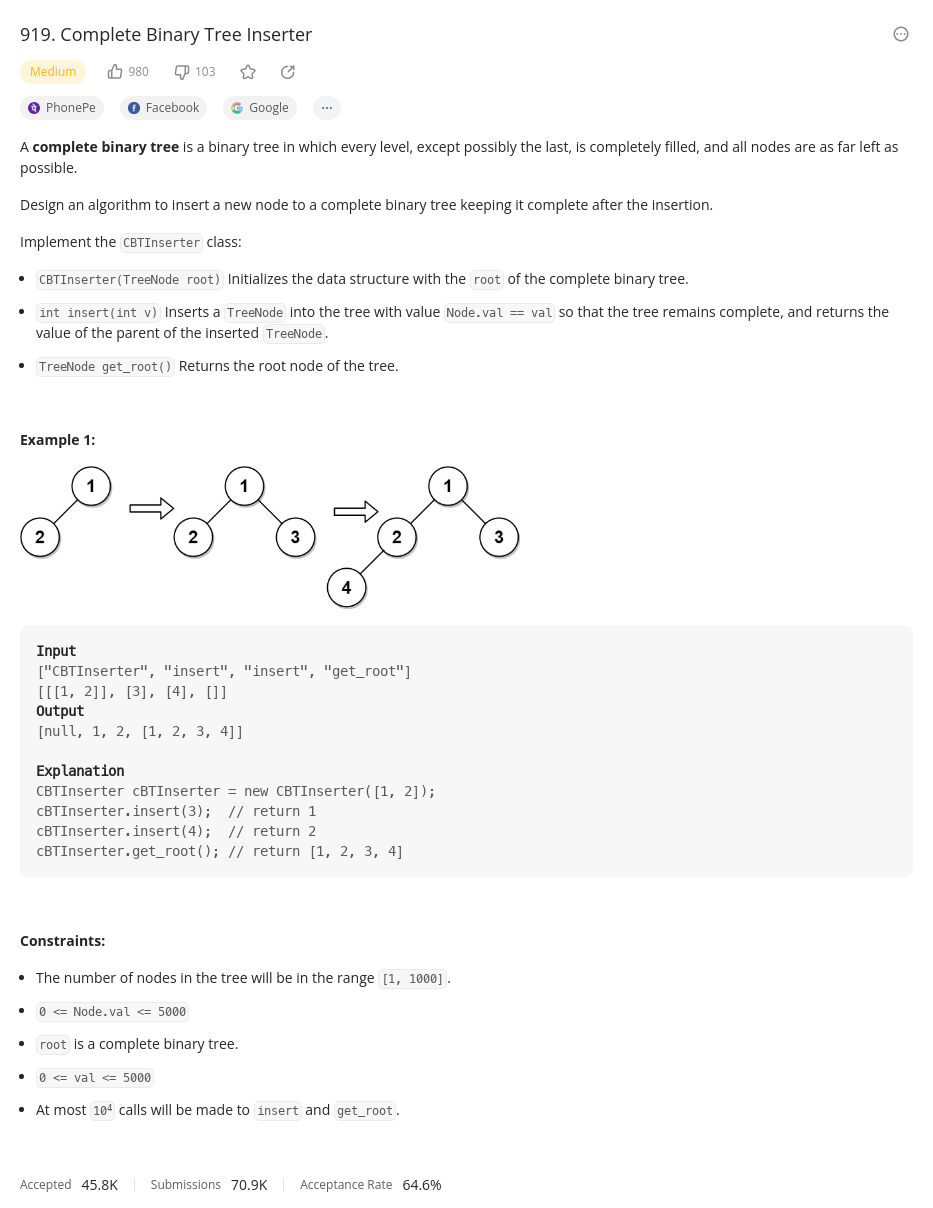 919. Complete Binary Tree Inserter
Medium 980 103
PhonePe Facebook Google ...
A complete binary tree is a binary tree in which every level, except possibly the last, is completely filled, and all nodes are as far left as
possible.
Design an algorithm to insert a new node to a complete binary tree keeping it complete after the insertion.
Implement the CBTInserter class:
• CBTInserter(TreeNode root) Initializes the data structure with the root of the complete binary tree.
• int insert(int v) Inserts a TreeNode into the tree with value Node.val == val so that the tree remains complete, and returns the
value of the parent of the inserted TreeNode.
• TreeNode get_root() Returns the root node of the tree.
Example 1:
1 1 1
2 2 3 2 3
4
Input
["CBTInserter", "insert", "insert", "get_root"]
[[[1, 2]], [3], [4], []]
Output
[null, 1, 2, [1, 2, 3, 4]]
Explanation
CBTInserter cBTInserter = new CBTInserter([1, 2]);
cBTInserter.insert(3);  // return 1
cBTInserter.insert(4);  // return 2
cBTInserter.get_root(); // return [1, 2, 3, 4]
Constraints:
• The number of nodes in the tree will be in the range [1, 1000].
• 0 <= Node.val <= 5000
• root is a complete binary tree.
• 0 <= val <= 5000
• At most 10⁴ calls will be made to insert and get_root.
Accepted 45.8K Submissions 70.9K Acceptance Rate 64.6%